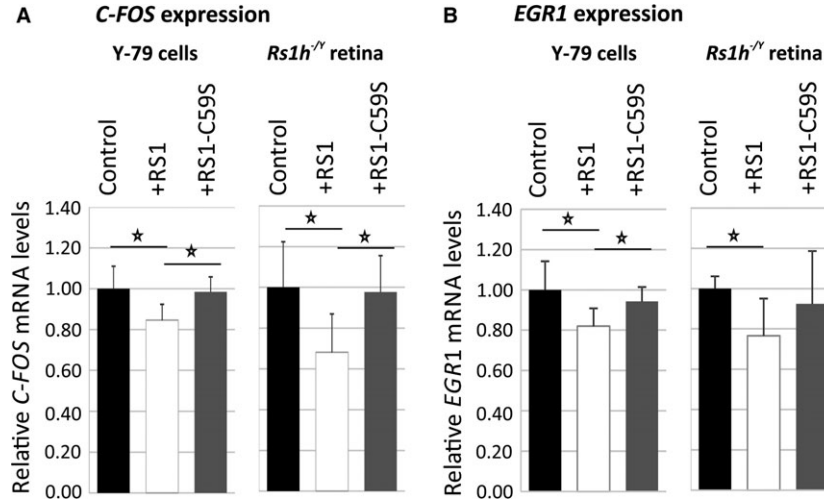 A C-FOS expression
Y-79 cells Rs1h-/Y retina
Control
+RS1
+RS1-C59S
Control
+RS1
+RS1-C59S
Relative C-FOS mRNA levels
1.40
1.20
1.00
0.80
0.60
0.40
0.20
0.00
B EGR1 expression
Y-79 cells Rs1h-/Y retina
Control
+RS1
+RS1-C59S
Control
+RS1
+RS1-C59S
Relative EGR1 mRNA levels
1.40
1.20
1.00
0.80
0.60
0.40
0.20
0.00